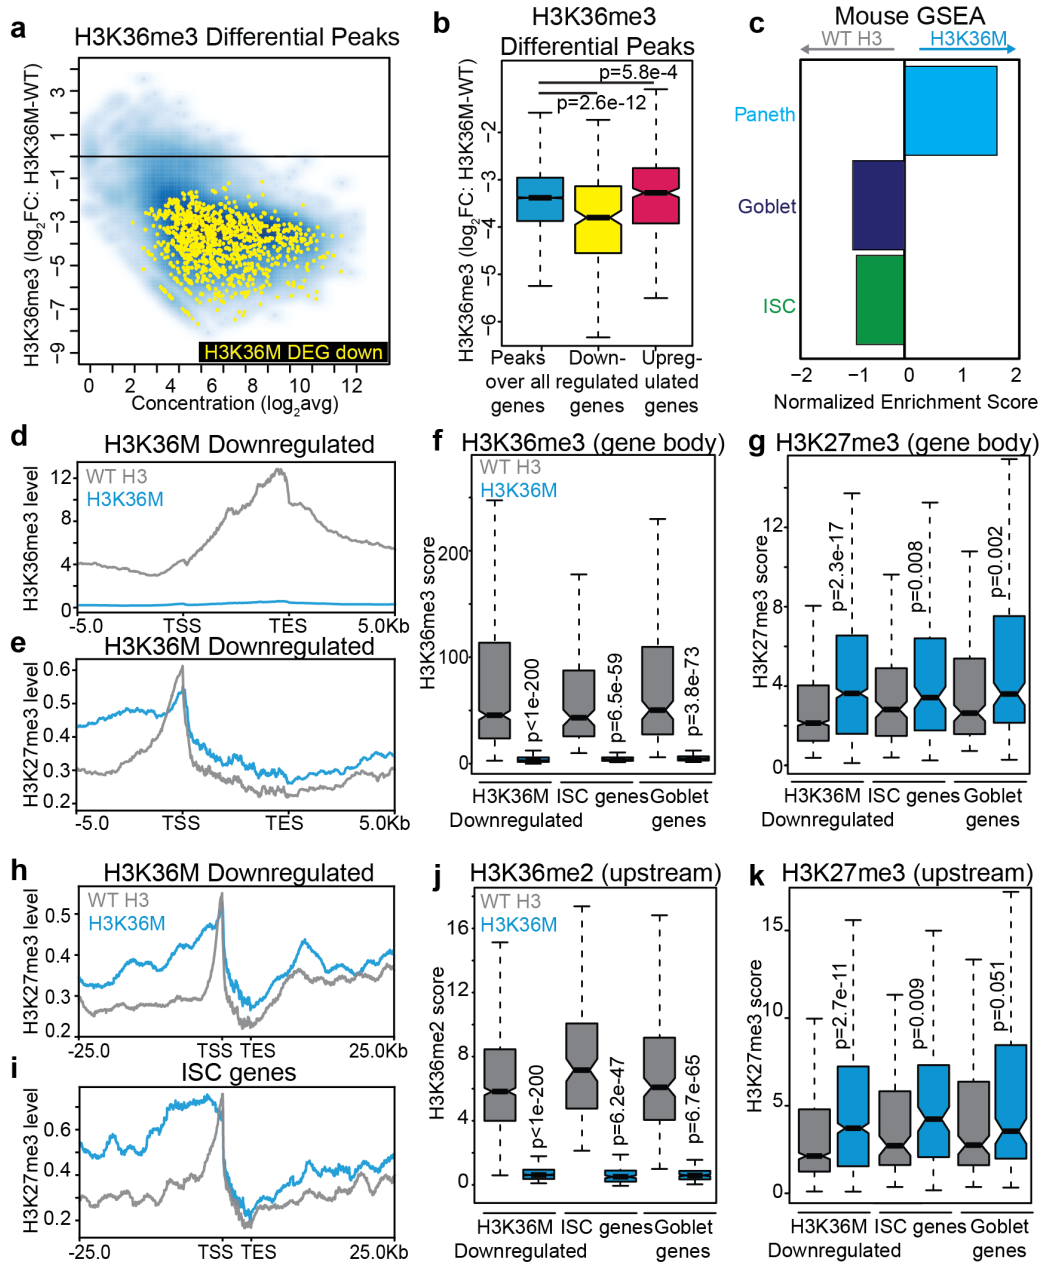 a
H3K36me3 Differential Peaks
H3K36me3 (log2FC: H3K36M-WT)
3
1
−1
−3
−5
−7
−9
H3K36M DEG down
0 2 4 6 8 10 12
Concentration (log2avg)
b
H3K36me3
Differential Peaks
H3K36me3 (log2FC: H3K36M-WT)
p=5.8e-4
p=2.6e-12
-2
-3
-4
-5
-6
Peaks over all genes
Down-regulated genes
Upreg-ulated genes
c
Mouse GSEA
WT H3
H3K36M
Paneth
Goblet
ISC
−2 −1 0 1 2
Normalized Enrichment Score
d
H3K36M Downregulated
H3K36me3 level
WT H3
H3K36M
12
8
4
0
-5.0 TSS TES 5.0Kb
e
H3K36M Downregulated
H3K27me3 level
0.6
0.5
0.4
0.3
0.2
-5.0 TSS TES 5.0Kb
f
H3K36me3 (gene body)
WT H3
H3K36M
H3K36me3 score
200
100
0
p<1e-200
p=6.5e-59
p=3.8e-73
H3K36M Downregulated
ISC genes
Goblet genes
g
H3K27me3 (gene body)
H3K27me3 score
12
8
4
0
p=2.3e-17
p=0.008
p=0.002
H3K36M Downregulated
ISC genes
Goblet genes
h
H3K36M Downregulated
H3K27me3 level
WT H3
H3K36M
0.5
0.4
0.3
0.2
-25.0 TSS TES 25.0Kb
i
ISC genes
H3K27me3 level
0.6
0.4
0.2
-25.0 TSS TES 25.0Kb
j
H3K36me2 (upstream)
WT H3
H3K36M
H3K36me2 score
16
12
8
4
0
p<1e-200
p=6.2e-47
p=6.7e-65
H3K36M Downregulated
ISC genes
Goblet genes
k
H3K27me3 (upstream)
H3K27me3 score
15
10
5
0
p=2.7e-11
p=0.009
p=0.051
H3K36M Downregulated
ISC genes
Goblet genes